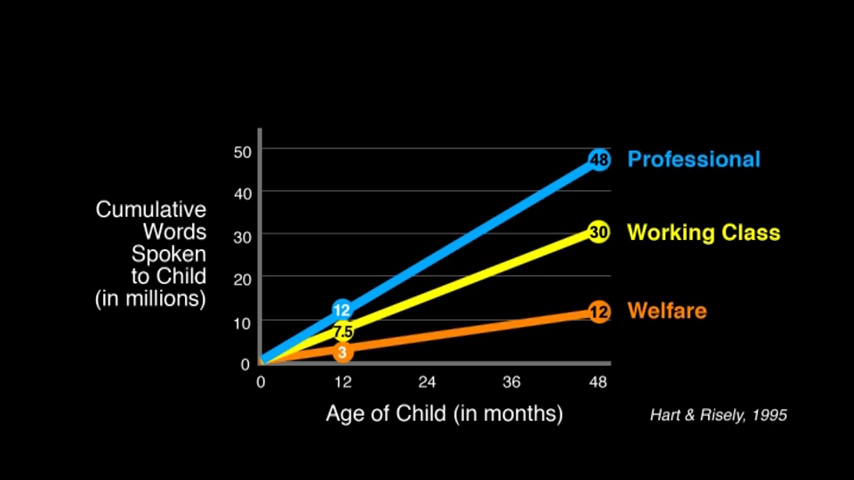 50
40
30
20
10
0
Cumulative
Words
Spoken
to Child
(in millions)
48
Professional
30
Working Class
12
Welfare
12
7.5
3
0 12 24 36 48
Age of Child (in months)
Hart & Risely, 1995